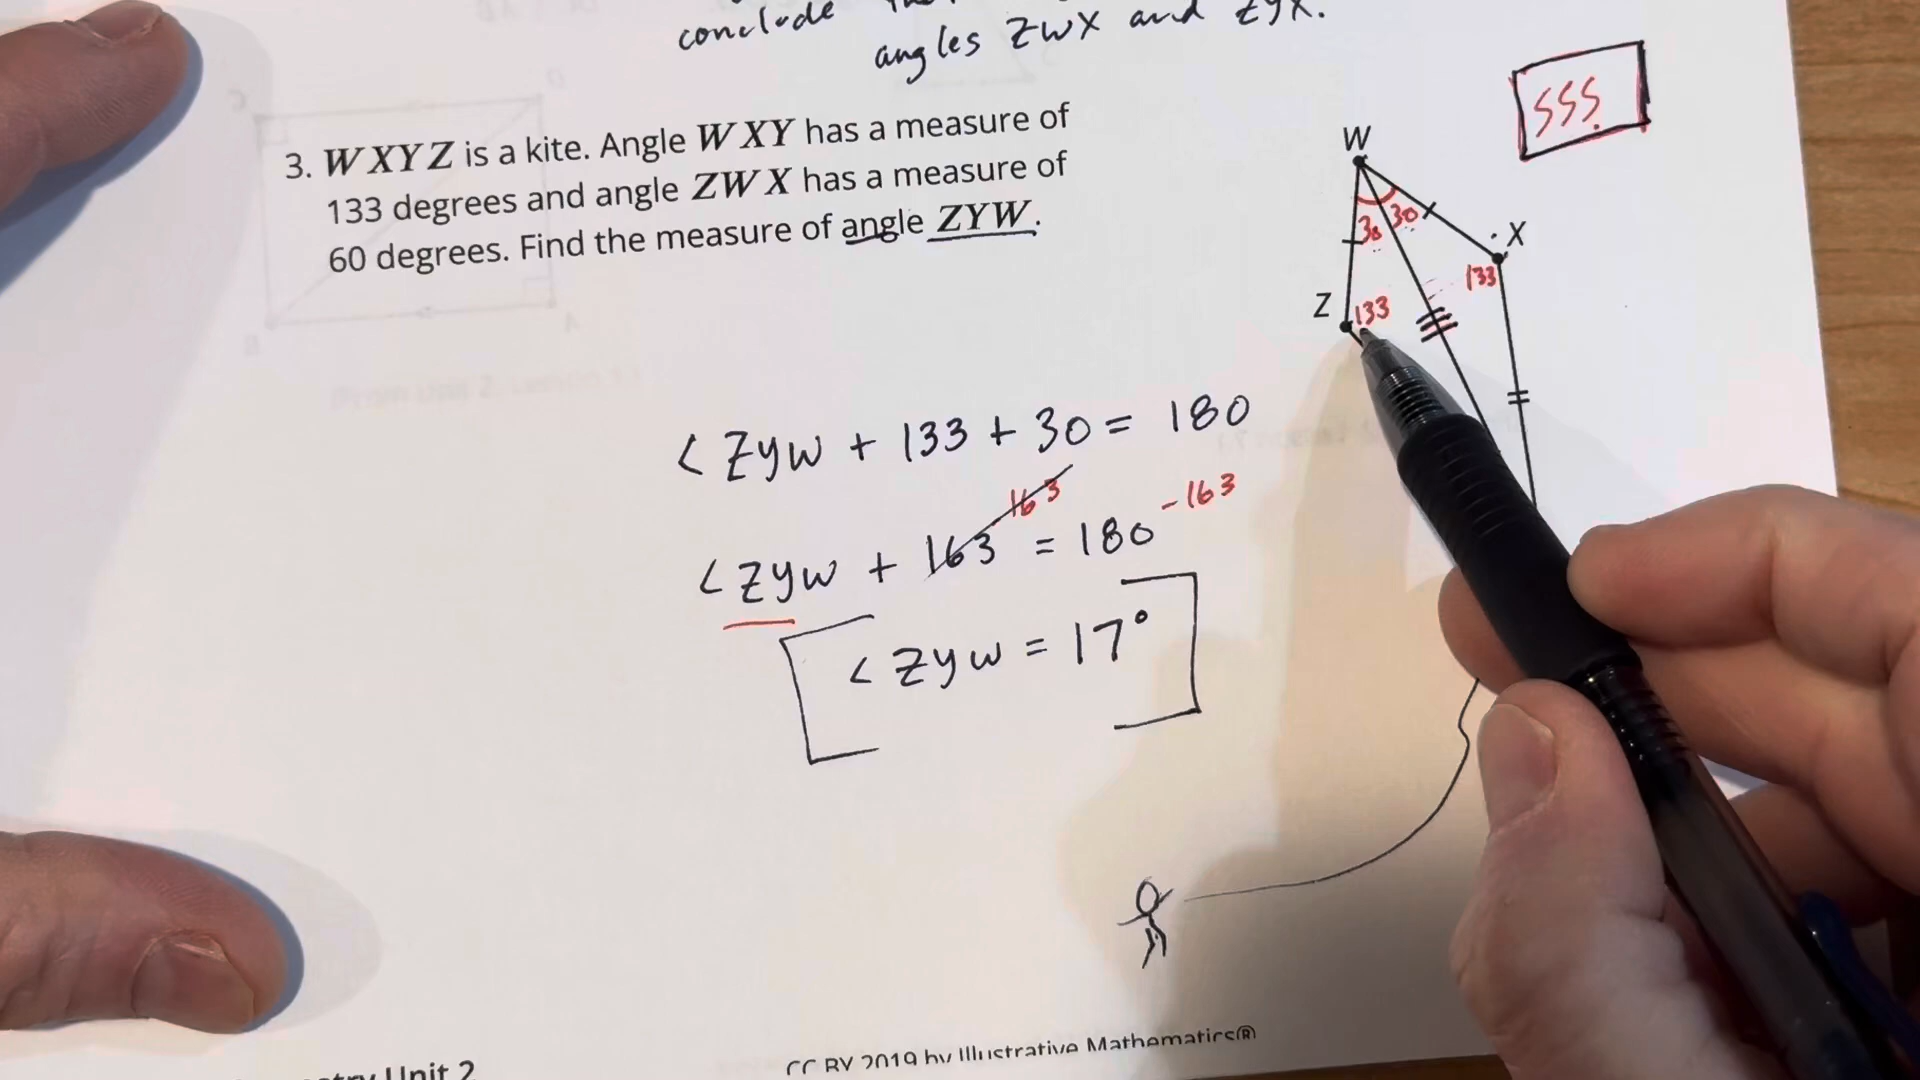 conclude
angles ZWX and ZYX.
SSS
3. WXYZ is a kite. Angle WXY has a measure of
133 degrees and angle ZWX has a measure of
60 degrees. Find the measure of angle ZYW.
W
30 30
X
133
Z 133
< ZYW + 133 + 30 = 180
163 -163
< ZYW + 163 = 180
< ZYW = 17°
Unit 2
CC BY 2019 by Illustrative Mathematics®